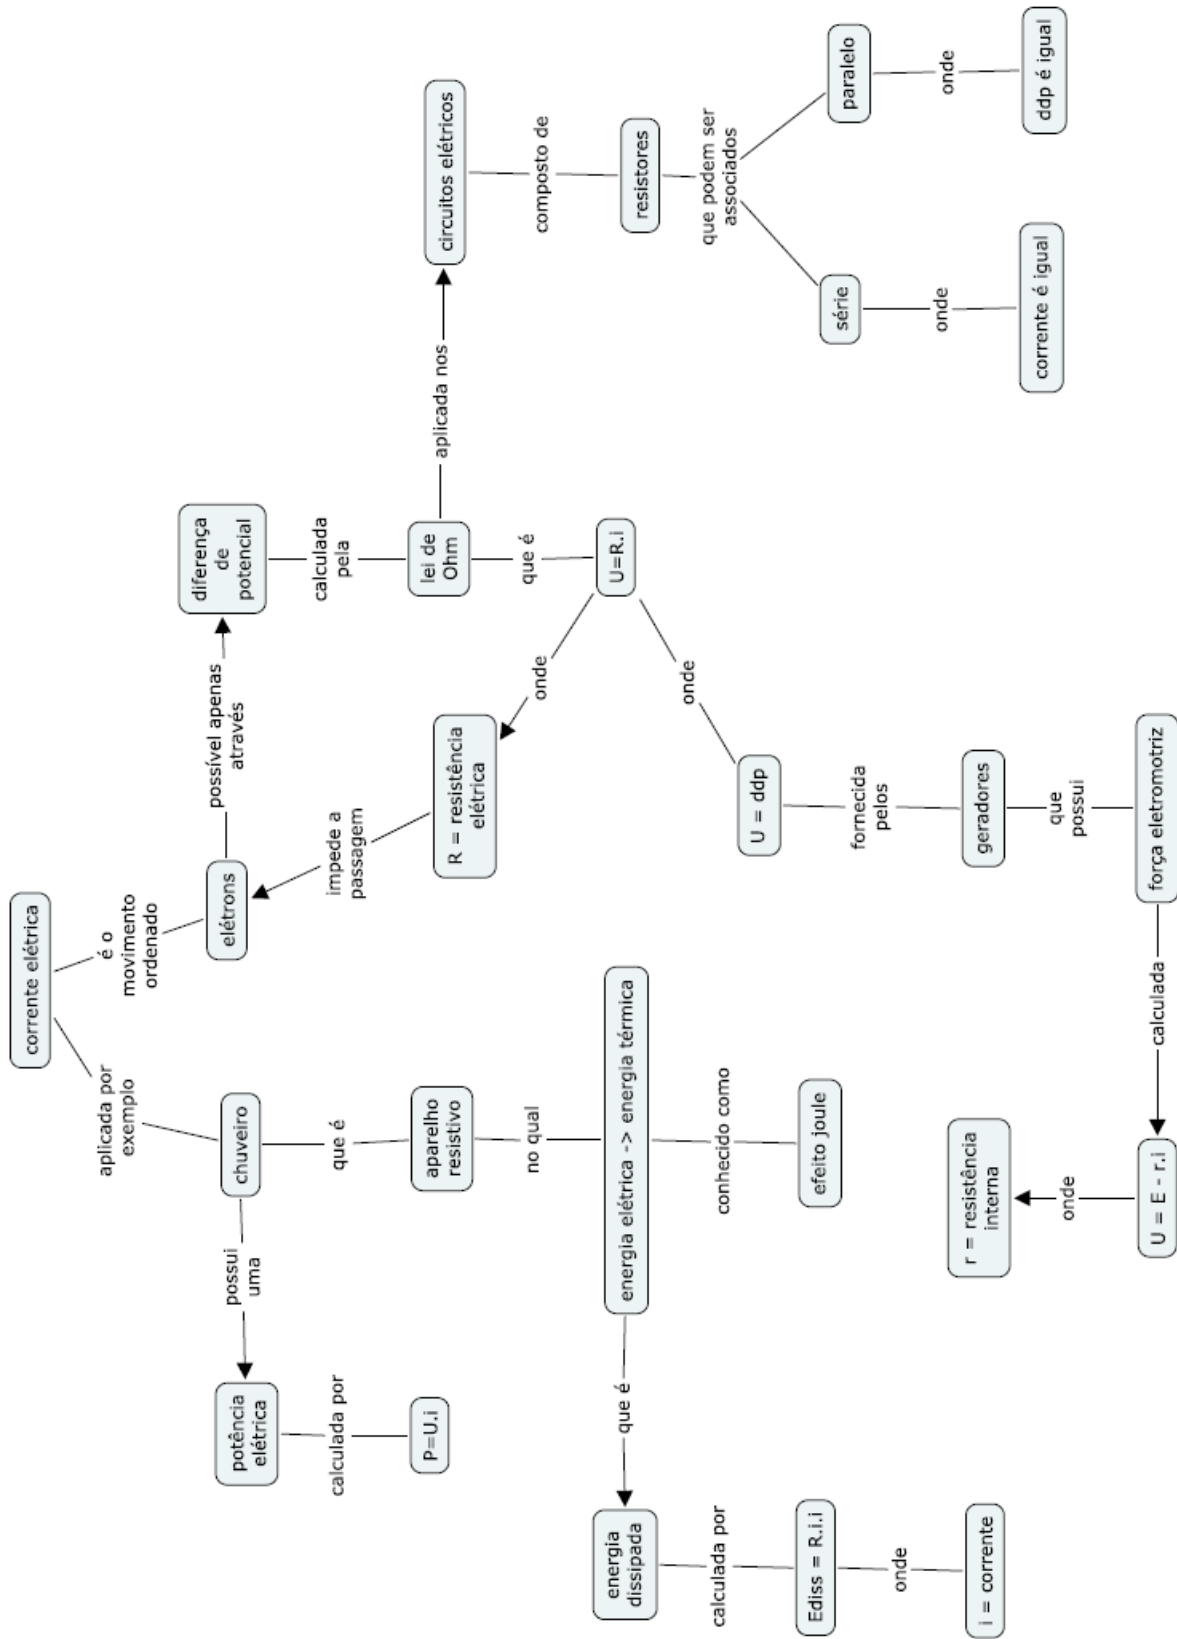 corrente elétrica
aplicada por
exemplo
é o
movimento
ordenado
chuveiro
elétrons
possui
uma
que é
possível apenas
através
potência
elétrica
calculada por
P=U.i
aparelho
resistivo
no qual
energia elétrica -> energia térmica
que é
conhecido como
efeito joule
energia
dissipada
calculada por
Ediss = R.i.i
onde
i = corrente
diferença
de
potencial
calculada
pela
lei de
Ohm
que é
U=R.i
onde
R = resistência
elétrica
impede a
passagem
onde
U = ddp
fornecida
pelos
geradores
que
possui
força eletromotriz
calculada
U = E - r.i
onde
r = resistência
interna
aplicada nos
circuitos elétricos
composto de
resistores
que podem ser
associados
série
onde
corrente é igual
paralelo
onde
ddp é igual